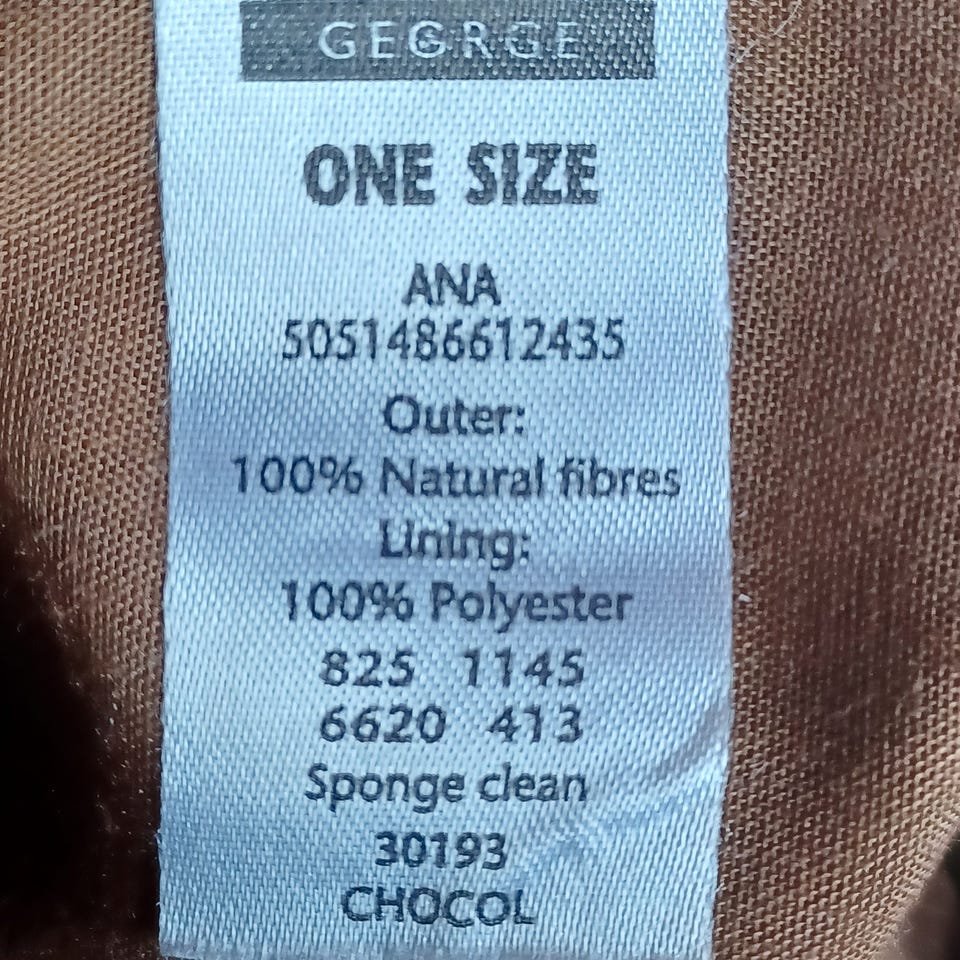 GEORGE
ONE SIZE
ANA
5051486612435
Outer:
100% Natural fibres
Lining:
100% Polyester
825 1145
6620 413
Sponge clean
30193
CHOCOL